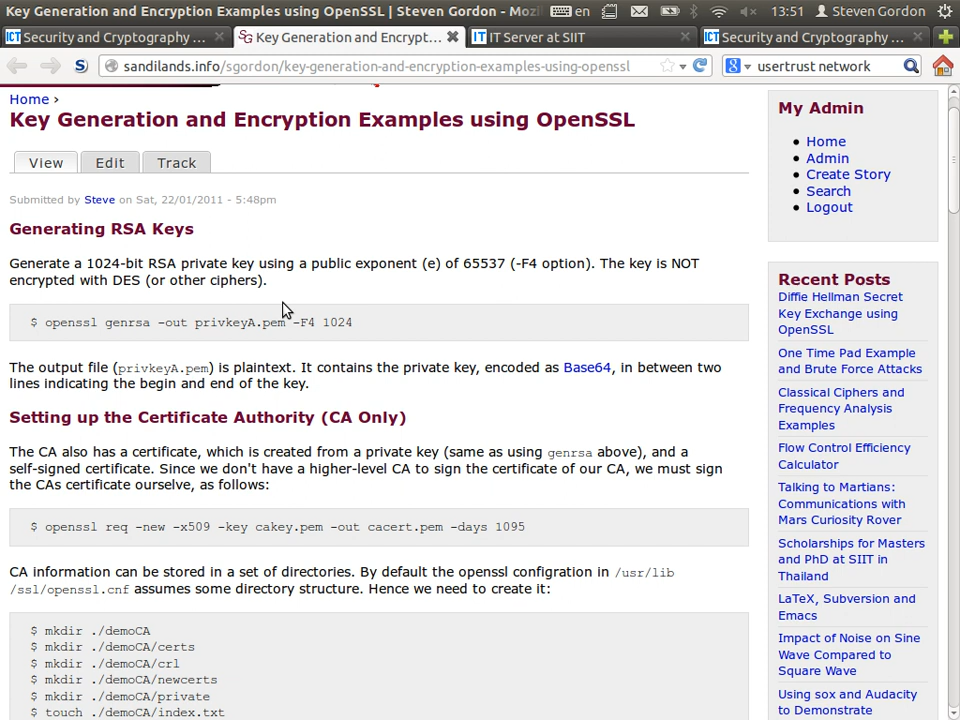 Key Generation and Encryption Examples using OpenSSL | Steven Gordon - Mozi
en
13:51
Steven Gordon
ICT Security and Cryptography ...
SG Key Generation and Encrypt...
IT IT Server at SIIT
ICT Security and Cryptography ...
S
sandilands.info/sgordon/key-generation-and-encryption-examples-using-openssl
8
usertrust network
Home ›
Key Generation and Encryption Examples using OpenSSL
View
Edit
Track
Submitted by Steve on Sat, 22/01/2011 - 5:48pm
Generating RSA Keys
Generate a 1024-bit RSA private key using a public exponent (e) of 65537 (-F4 option). The key is NOT
encrypted with DES (or other ciphers).
$ openssl genrsa -out privkeyA.pem -F4 1024
The output file (privkeyA.pem) is plaintext. It contains the private key, encoded as Base64, in between two
lines indicating the begin and end of the key.
Setting up the Certificate Authority (CA Only)
The CA also has a certificate, which is created from a private key (same as using genrsa above), and a
self-signed certificate. Since we don't have a higher-level CA to sign the certificate of our CA, we must sign
the CAs certificate ourselve, as follows:
$ openssl req -new -x509 -key cakey.pem -out cacert.pem -days 1095
CA information can be stored in a set of directories. By default the openssl configration in /usr/lib
/ssl/openssl.cnf assumes some directory structure. Hence we need to create it:
$ mkdir ./demoCA
$ mkdir ./demoCA/certs
$ mkdir ./demoCA/crl
$ mkdir ./demoCA/newcerts
$ mkdir ./demoCA/private
$ touch ./demoCA/index.txt
My Admin
Home
Admin
Create Story
Search
Logout
Recent Posts
Diffie Hellman Secret
Key Exchange using
OpenSSL
One Time Pad Example
and Brute Force Attacks
Classical Ciphers and
Frequency Analysis
Examples
Flow Control Efficiency
Calculator
Talking to Martians:
Communications with
Mars Curiosity Rover
Scholarships for Masters
and PhD at SIIT in
Thailand
LaTeX, Subversion and
Emacs
Impact of Noise on Sine
Wave Compared to
Square Wave
Using sox and Audacity
to Demonstrate